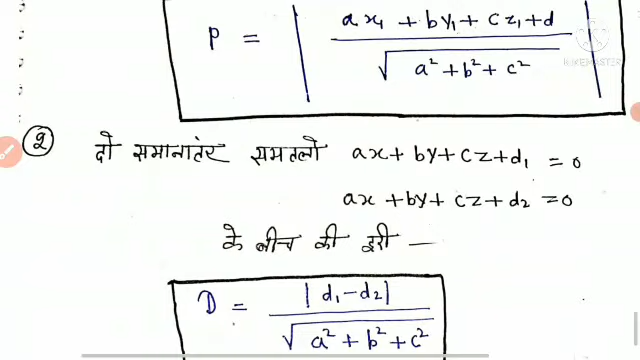 P = | ax₁ + by₁ + cz₁ + d / √a² + b² + c² |
KINEMASTER
② दो समानांतर समतलो ax + by + cz + d₁ = 0
ax + by + cz + d₂ = 0
के बीच की दूरी —
D = |d₁ - d₂| / √a² + b² + c²